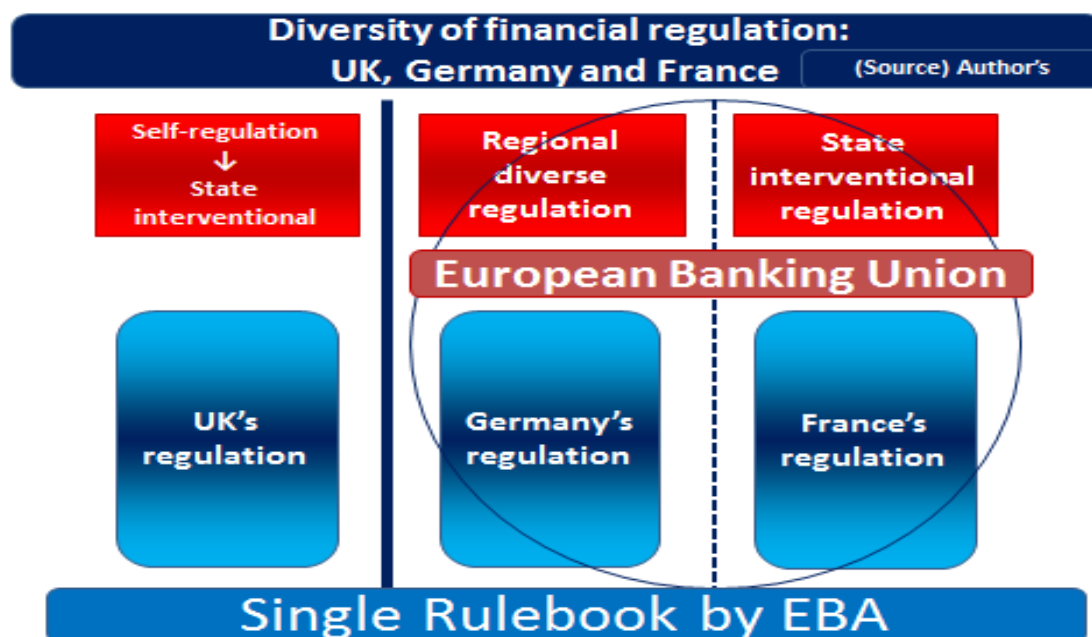 Diversity of financial regulation:
UK, Germany and France
(Source) Author's
Self-regulation
↓
State
interventional
Regional
diverse
regulation
State
interventional
regulation
European Banking Union
UK's
regulation
Germany's
regulation
France's
regulation
Single Rulebook by EBA